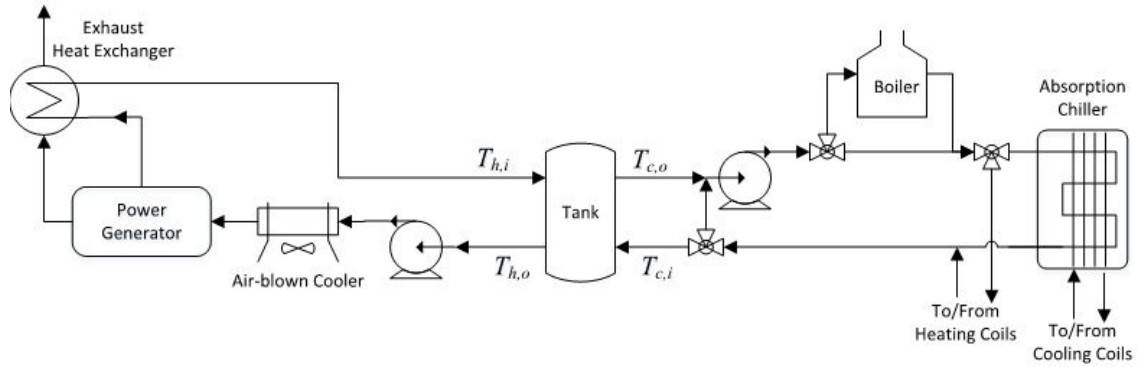 Exhaust
Heat Exchanger
Boiler
Absorption
Chiller
T_{h,i}
T_{c,o}
Tank
Power
Generator
Air-blown Cooler
T_{h,o}
T_{c,i}
To/From
Heating Coils
To/From
Cooling Coils